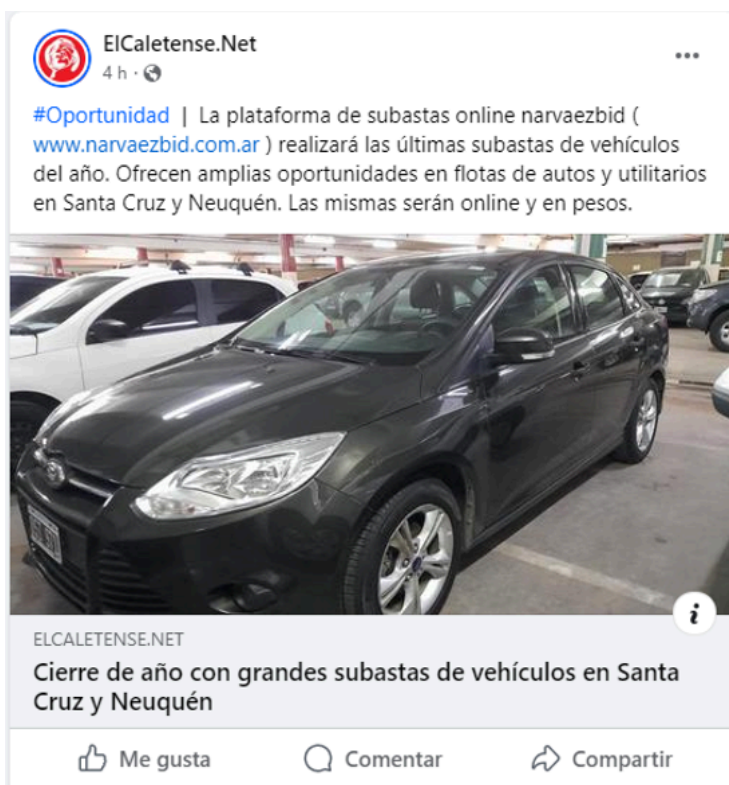 ElCaletense.Net
4 h ·
#Oportunidad | La plataforma de subastas online narvaezbid (
www.narvaezbid.com.ar ) realizará las últimas subastas de vehículos
del año. Ofrecen amplias oportunidades en flotas de autos y utilitarios
en Santa Cruz y Neuquén. Las mismas serán online y en pesos.
ELCALETENSE.NET
Cierre de año con grandes subastas de vehículos en Santa
Cruz y Neuquén
Me gusta Comentar Compartir